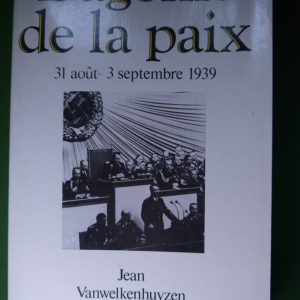 de la paix
31 août - 3 septembre 1939
Jean
Vanwelkenhuyzen